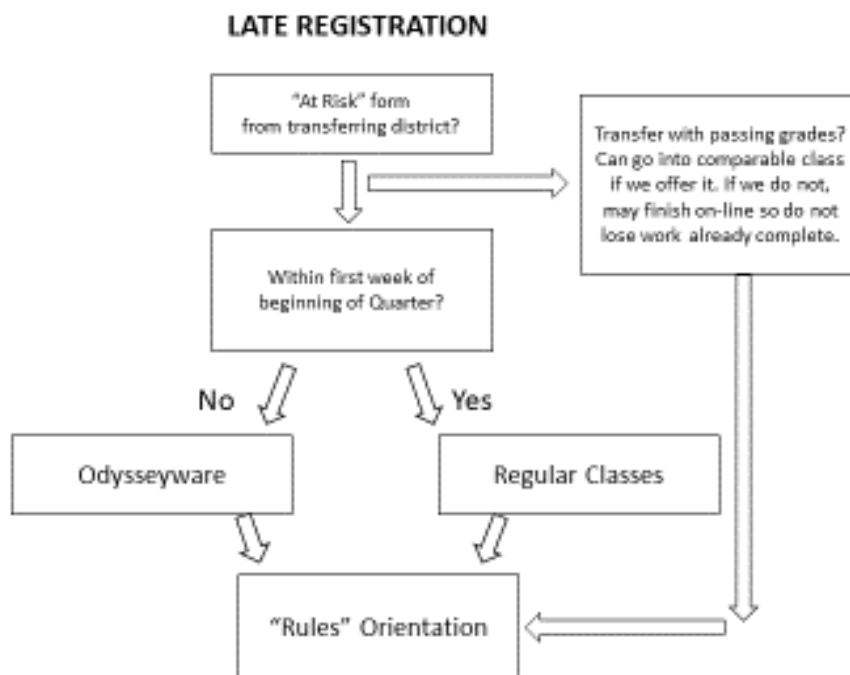 LATE REGISTRATION
“At Risk” form
from transferring district?
Transfer with passing grades?
Can go into comparable class
if we offer it. If we do not,
may finish on-line so do not
lose work already complete.
Within first week of
beginning of Quarter?
No
Yes
Odysseyware
Regular Classes
“Rules” Orientation